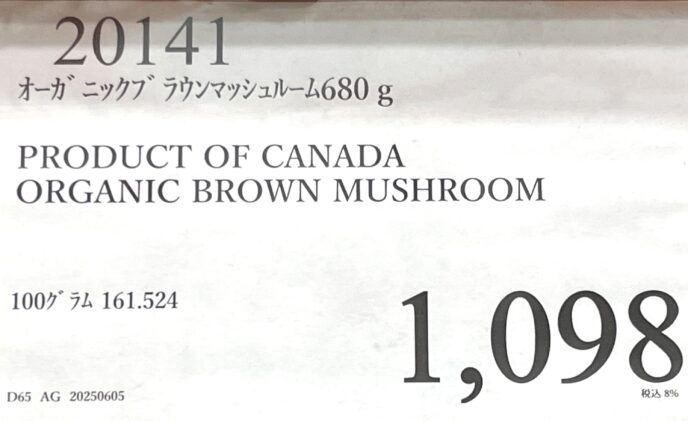 20141
オーガニックブラウンマッシュルーム680 g
PRODUCT OF CANADA
ORGANIC BROWN MUSHROOM
100グラム 161.524
1,098
税込 8%
D65 AG 20250605